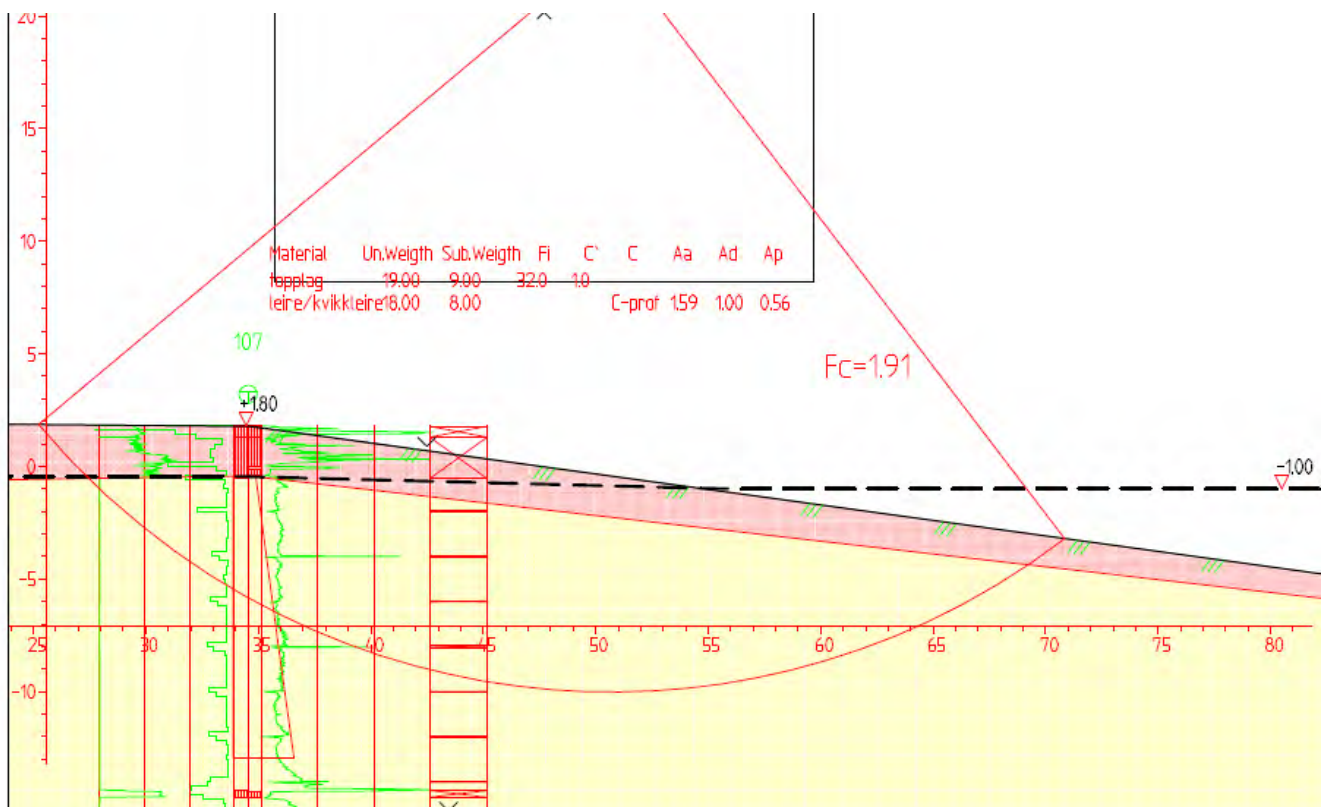 20
15
10
Material Un.Weigth Sub.Weigth Fi C` C Aa Ad Ap
topplag 19.00 9.00 32.0 1.0
leire/kvikkleire18.00 8.00 C-prof 1.59 1.00 0.56
107
5
Fc=1.91
+1.80
0
-1.00
-5
25 30 35 40 45 50 55 60 65 70 75 80
-10